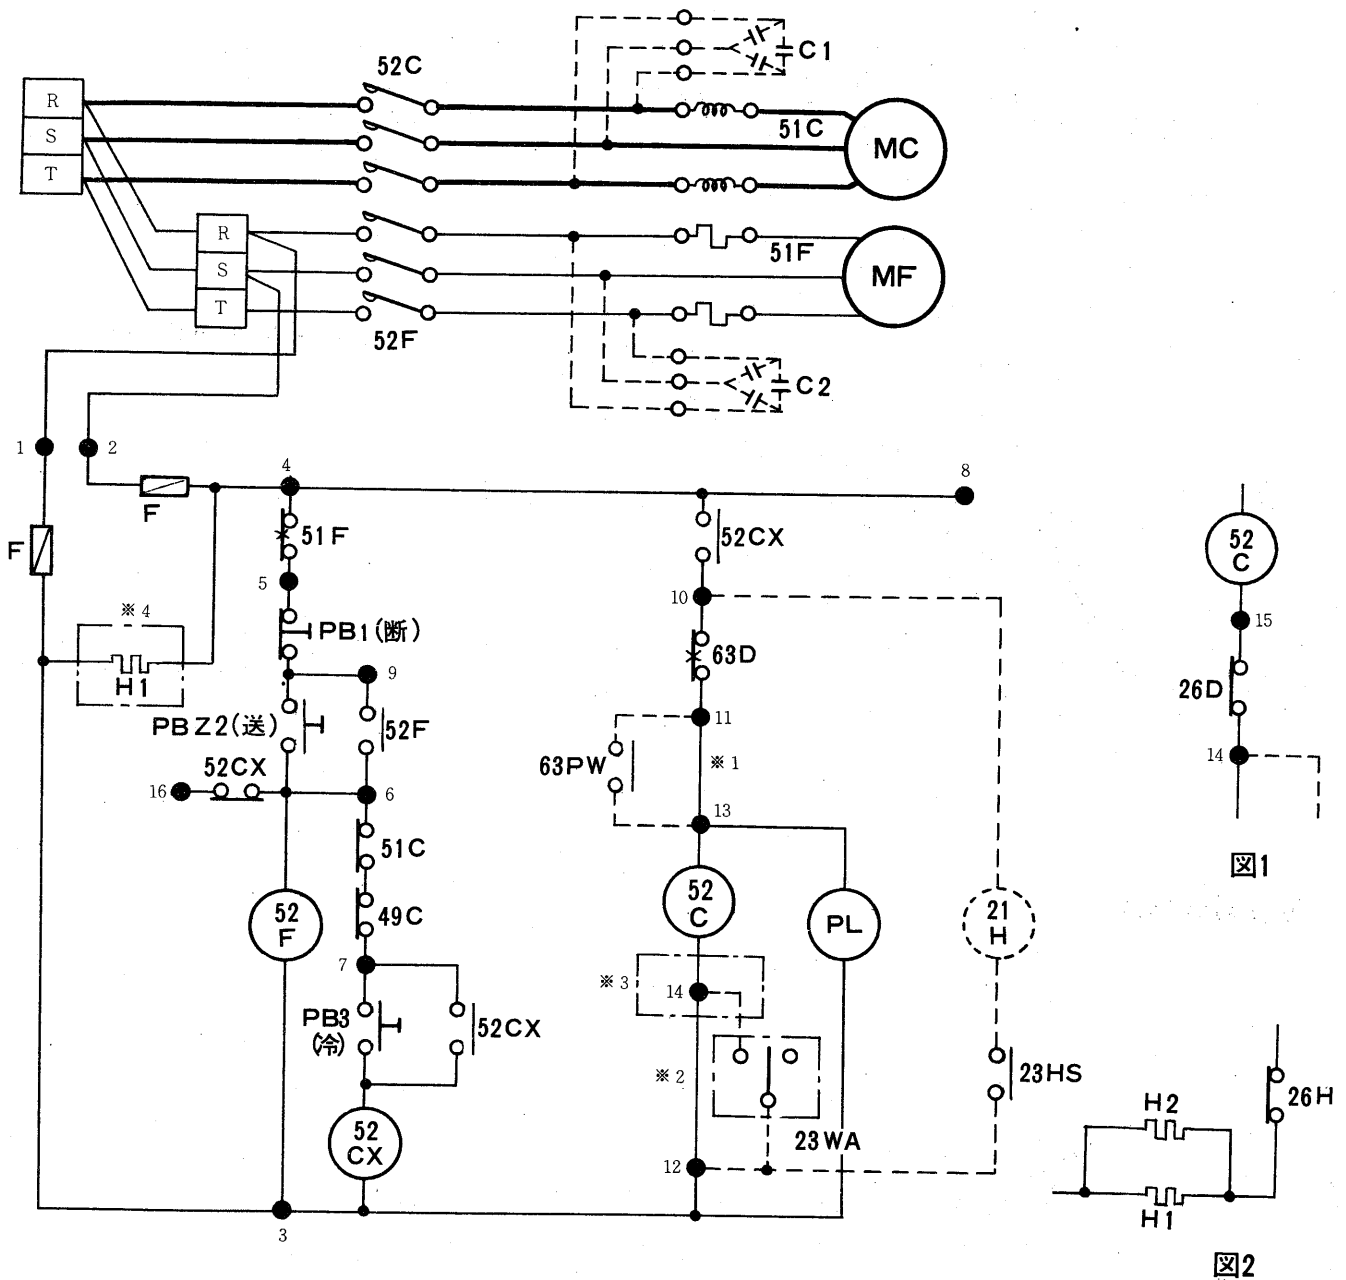 C1
52C
R
S
T
51C
MC
R
S
T
51F
MF
52F
C2
1
2
4
8
F
F
51F
52CX
52
C
5
10
15
※4
PB1(断)
H1
63D
9
26D
PBZ2(送)
52F
11
14
63PW
※1
52CX
16
6
13
51C
図1
52
F
49C
52
C
PL
21
H
7
※3
14
PB3
(冷)
52CX
※2
23HS
H2
26H
52
CX
23WA
12
H1
3
図2